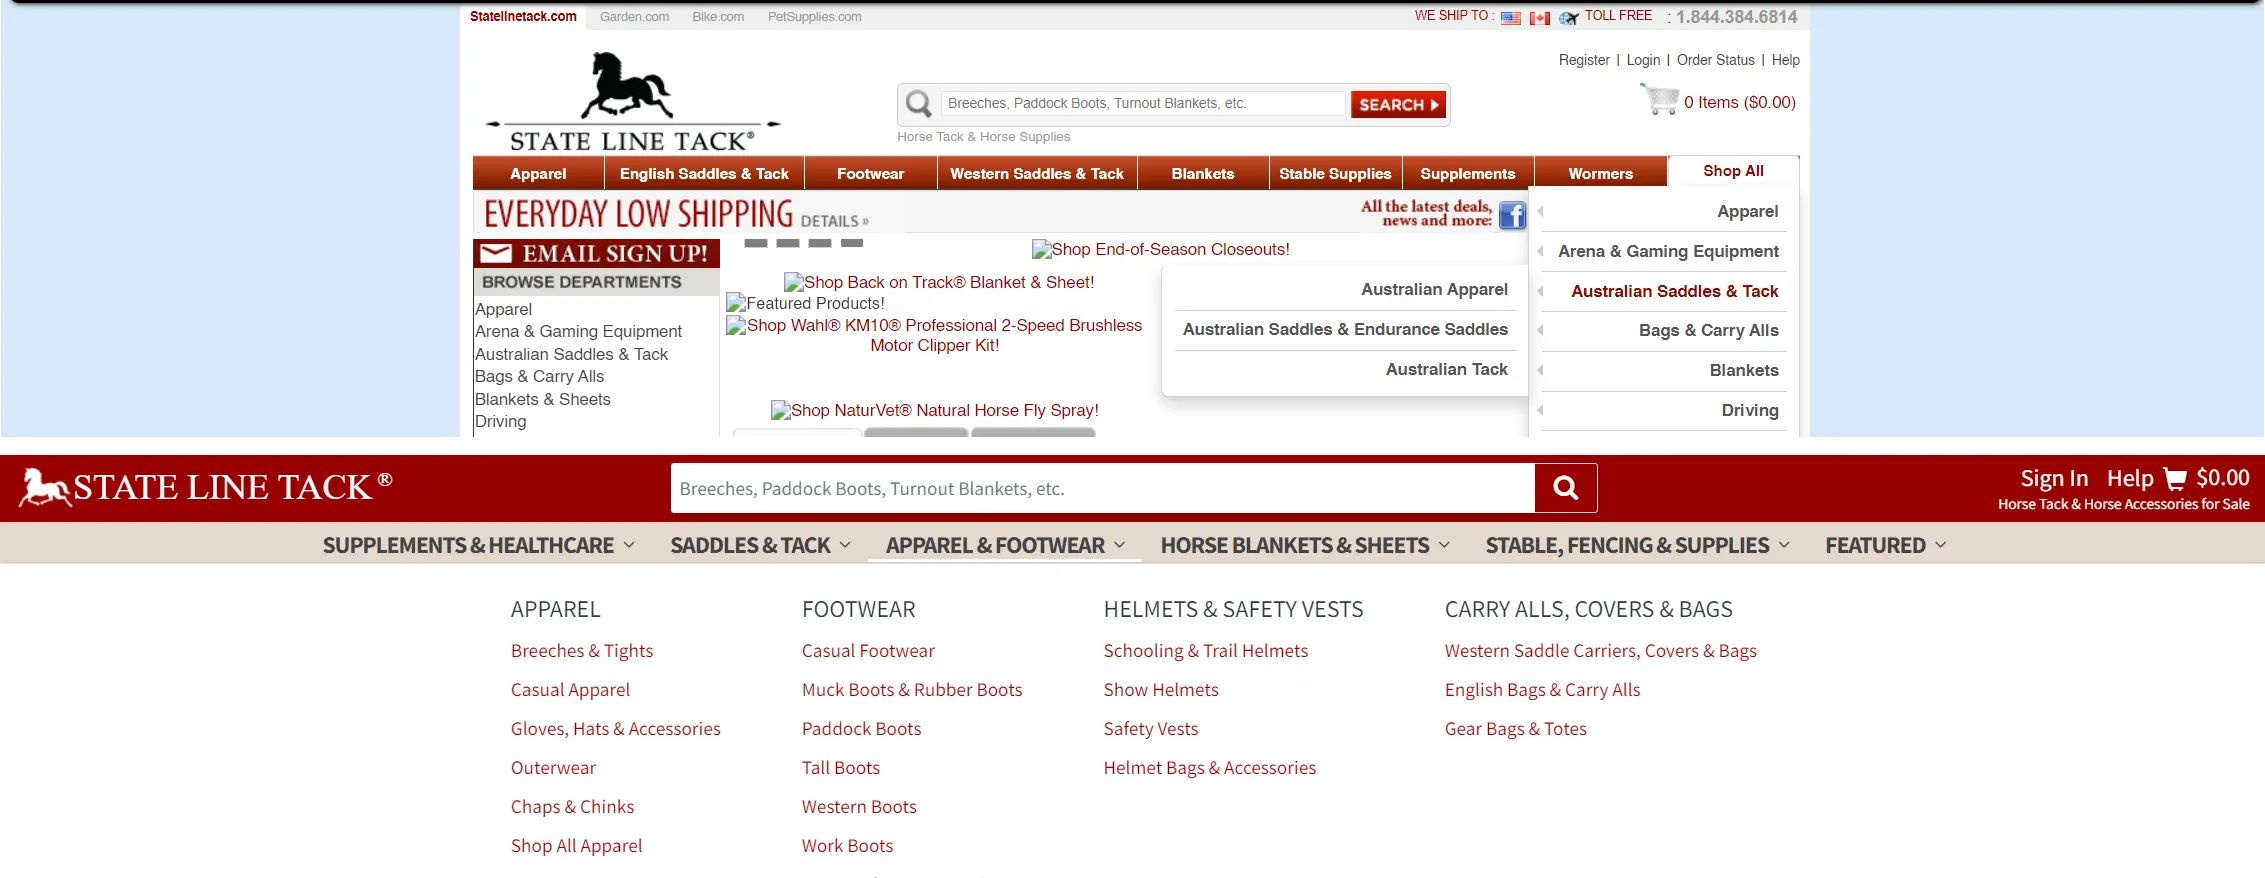 Statelinetack.com Garden.com Bike.com PetSupplies.com WE SHIP TO : TOLL FREE : 1.844.384.6814
Register | Login | Order Status | Help
Breeches, Paddock Boots, Turnout Blankets, etc. SEARCH
0 Items ($0.00)
STATE LINE TACK®
Horse Tack & Horse Supplies
Apparel English Saddles & Tack Footwear Western Saddles & Tack Blankets Stable Supplies Supplements Wormers Shop All
EVERYDAY LOW SHIPPING DETAILS »
All the latest deals,
news and more:
EMAIL SIGN UP!
BROWSE DEPARTMENTS
Apparel
Arena & Gaming Equipment
Australian Saddles & Tack
Bags & Carry Alls
Blankets & Sheets
Driving
Shop End-of-Season Closeouts!
Shop Back on Track® Blanket & Sheet!
Featured Products!
Shop Wahl® KM10® Professional 2-Speed Brushless
Motor Clipper Kit!
Shop NaturVet® Natural Horse Fly Spray!
Australian Apparel
Australian Saddles & Endurance Saddles
Australian Tack
Apparel
Arena & Gaming Equipment
Australian Saddles & Tack
Bags & Carry Alls
Blankets
Driving
STATE LINE TACK ®
Breeches, Paddock Boots, Turnout Blankets, etc.
Sign In Help $0.00
Horse Tack & Horse Accessories for Sale
SUPPLEMENTS & HEALTHCARE SADDLES & TACK APPAREL & FOOTWEAR HORSE BLANKETS & SHEETS STABLE, FENCING & SUPPLIES FEATURED
APPAREL
Breeches & Tights
Casual Apparel
Gloves, Hats & Accessories
Outerwear
Chaps & Chinks
Shop All Apparel
FOOTWEAR
Casual Footwear
Muck Boots & Rubber Boots
Paddock Boots
Tall Boots
Western Boots
Work Boots
HELMETS & SAFETY VESTS
Schooling & Trail Helmets
Show Helmets
Safety Vests
Helmet Bags & Accessories
CARRY ALLS, COVERS & BAGS
Western Saddle Carriers, Covers & Bags
English Bags & Carry Alls
Gear Bags & Totes